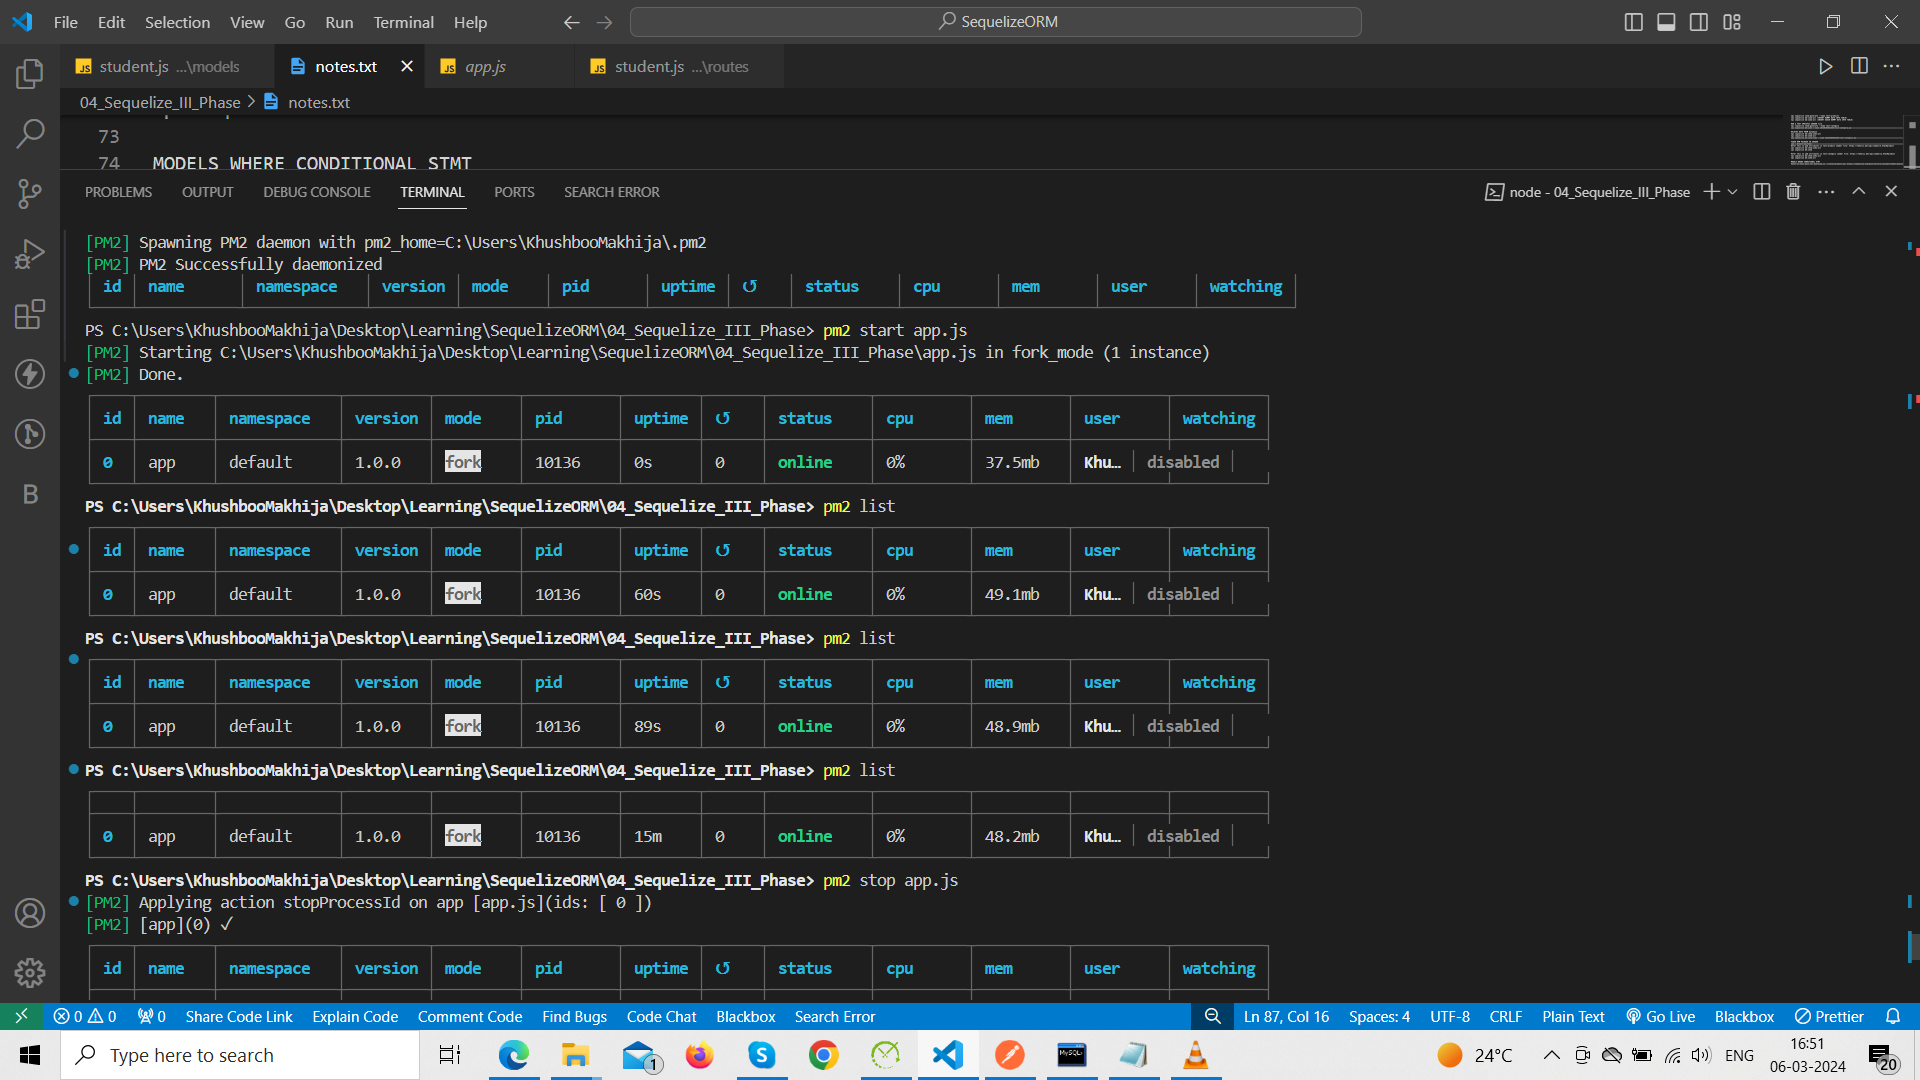 File Edit Selection View Go Run Terminal Help
SequelizeORM
student.js ...\models
notes.txt
app.js
student.js ...\routes
04_Sequelize_III_Phase > notes.txt
73
74 MODELS WHERE CONDITIONAL STMT
PROBLEMS OUTPUT DEBUG CONSOLE TERMINAL PORTS SEARCH ERROR
node - 04_Sequelize_III_Phase
[PM2] Spawning PM2 daemon with pm2_home=C:\Users\KhushbooMakhija\.pm2
[PM2] PM2 Successfully daemonized
id name namespace version mode pid uptime ↺ status cpu mem user watching
PS C:\Users\KhushbooMakhija\Desktop\Learning\SequelizeORM\04_Sequelize_III_Phase> pm2 start app.js
[PM2] Starting C:\Users\KhushbooMakhija\Desktop\Learning\SequelizeORM\04_Sequelize_III_Phase\app.js in fork_mode (1 instance)
[PM2] Done.
id name namespace version mode pid uptime ↺ status cpu mem user watching
0 app default 1.0.0 fork 10136 0s 0 online 0% 37.5mb Khu… disabled
PS C:\Users\KhushbooMakhija\Desktop\Learning\SequelizeORM\04_Sequelize_III_Phase> pm2 list
id name namespace version mode pid uptime ↺ status cpu mem user watching
0 app default 1.0.0 fork 10136 60s 0 online 0% 49.1mb Khu… disabled
PS C:\Users\KhushbooMakhija\Desktop\Learning\SequelizeORM\04_Sequelize_III_Phase> pm2 list
id name namespace version mode pid uptime ↺ status cpu mem user watching
0 app default 1.0.0 fork 10136 89s 0 online 0% 48.9mb Khu… disabled
PS C:\Users\KhushbooMakhija\Desktop\Learning\SequelizeORM\04_Sequelize_III_Phase> pm2 list
0 app default 1.0.0 fork 10136 15m 0 online 0% 48.2mb Khu… disabled
PS C:\Users\KhushbooMakhija\Desktop\Learning\SequelizeORM\04_Sequelize_III_Phase> pm2 stop app.js
[PM2] Applying action stopProcessId on app [app.js](ids: [ 0 ])
[PM2] [app](0) ✓
id name namespace version mode pid uptime ↺ status cpu mem user watching
0 0 0 Share Code Link Explain Code Comment Code Find Bugs Code Chat Blackbox Search Error
Ln 87, Col 16 Spaces: 4 UTF-8 CRLF Plain Text Go Live Blackbox Prettier
Type here to search
1
MySQL
24°C
ENG
16:51
06-03-2024
20